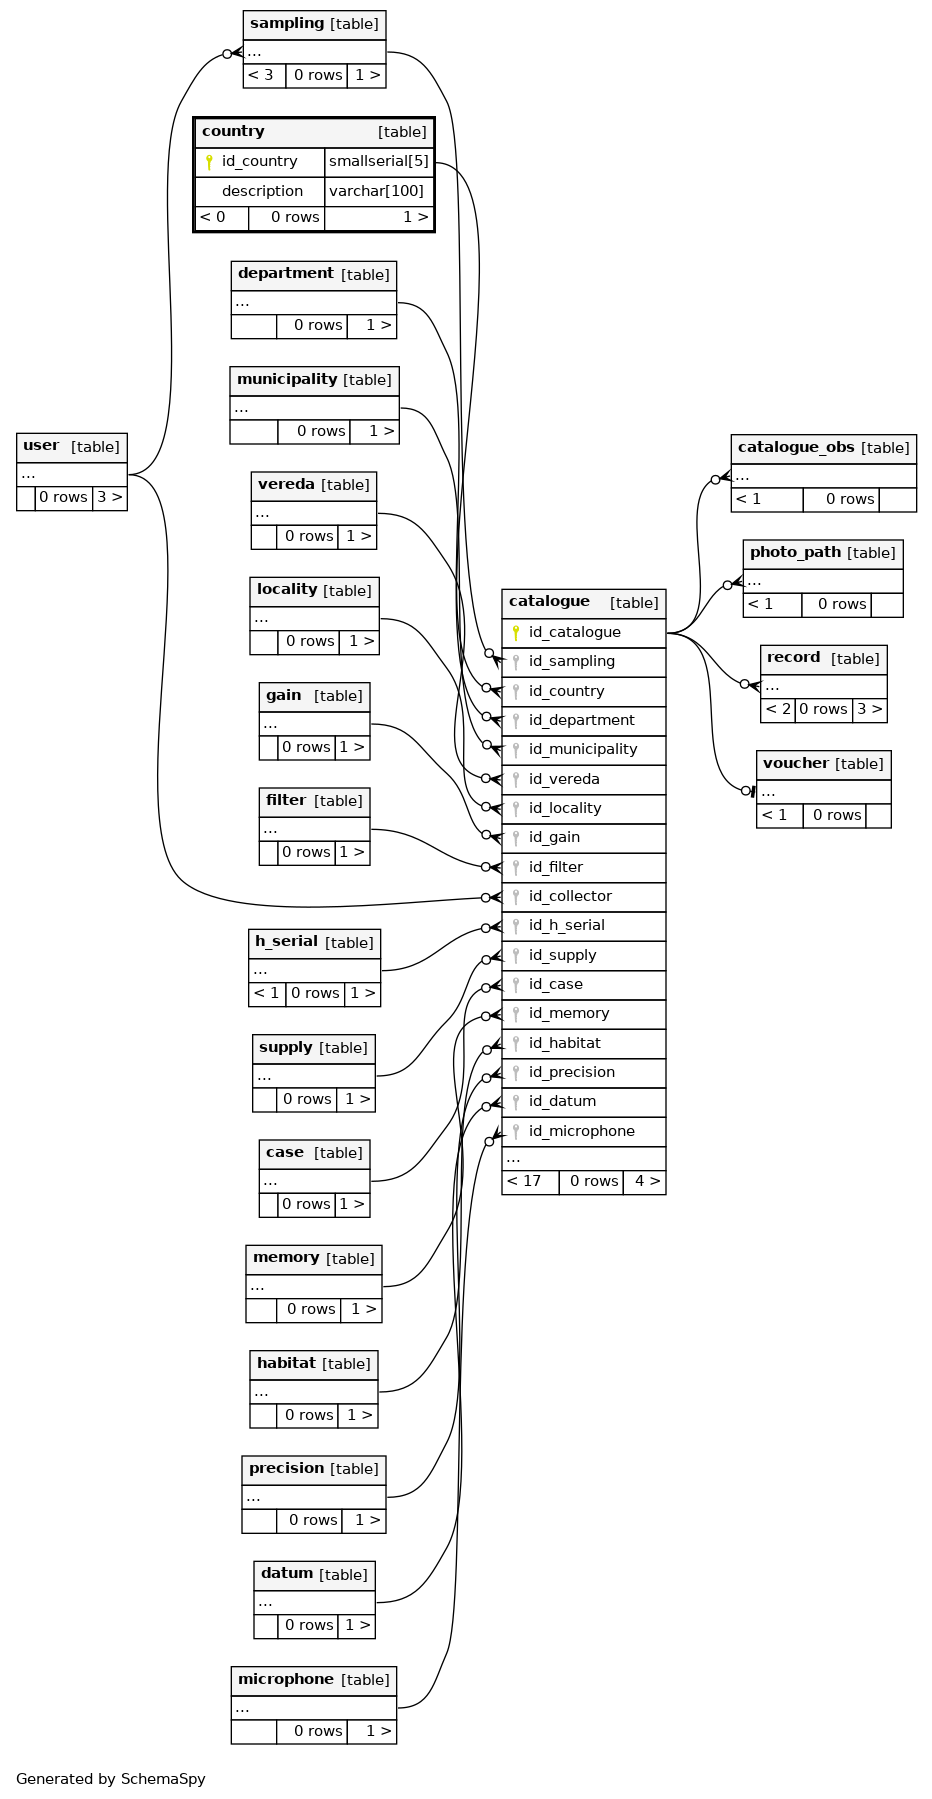 sampling [table]
...
< 3 0 rows 1 >
country [table]
id_country smallserial[5]
description varchar[100]
< 0 0 rows 1 >
department [table]
...
0 rows 1 >
municipality [table]
...
0 rows 1 >
user [table]
...
0 rows 3 >
vereda [table]
...
0 rows 1 >
locality [table]
...
0 rows 1 >
gain [table]
...
0 rows 1 >
filter [table]
...
0 rows 1 >
h_serial [table]
...
< 1 0 rows 1 >
supply [table]
...
0 rows 1 >
case [table]
...
0 rows 1 >
memory [table]
...
0 rows 1 >
habitat [table]
...
0 rows 1 >
precision [table]
...
0 rows 1 >
datum [table]
...
0 rows 1 >
microphone [table]
...
0 rows 1 >
catalogue [table]
id_catalogue
id_sampling
id_country
id_department
id_municipality
id_vereda
id_locality
id_gain
id_filter
id_collector
id_h_serial
id_supply
id_case
id_memory
id_habitat
id_precision
id_datum
id_microphone
...
< 17 0 rows 4 >
catalogue_obs [table]
...
< 1 0 rows
photo_path [table]
...
< 1 0 rows
record [table]
...
< 2 0 rows 3 >
voucher [table]
...
< 1 0 rows
Generated by SchemaSpy